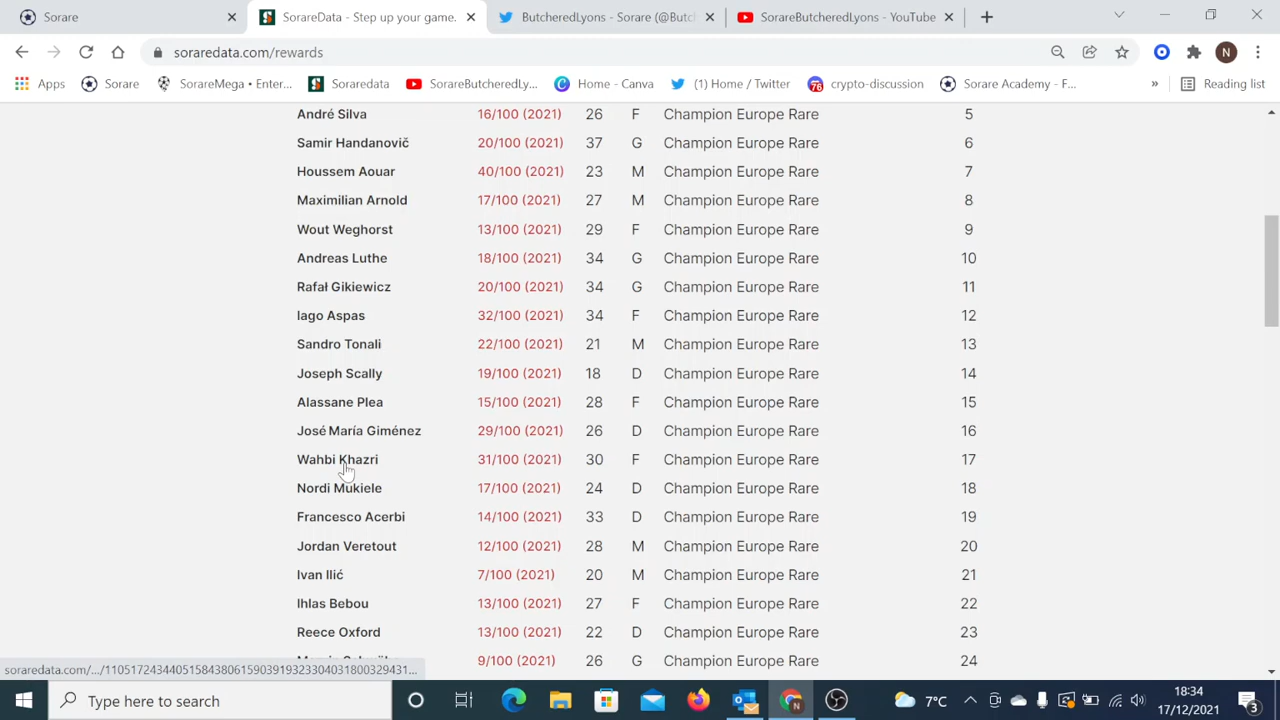 Sorare
SorareData - Step up your game.
ButcheredLyons - Sorare (@Butc
SorareButcheredLyons - YouTube
soraredata.com/rewards
N
Apps
Sorare
SorareMega • Enter...
Soraredata
SorareButcheredLy...
Home - Canva
(1) Home / Twitter
76
crypto-discussion
Sorare Academy - F...
»
Reading list
André Silva 16/100 (2021) 26 F Champion Europe Rare 5
Samir Handanovič 20/100 (2021) 37 G Champion Europe Rare 6
Houssem Aouar 40/100 (2021) 23 M Champion Europe Rare 7
Maximilian Arnold 17/100 (2021) 27 M Champion Europe Rare 8
Wout Weghorst 13/100 (2021) 29 F Champion Europe Rare 9
Andreas Luthe 18/100 (2021) 34 G Champion Europe Rare 10
Rafał Gikiewicz 20/100 (2021) 34 G Champion Europe Rare 11
Iago Aspas 32/100 (2021) 34 F Champion Europe Rare 12
Sandro Tonali 22/100 (2021) 21 M Champion Europe Rare 13
Joseph Scally 19/100 (2021) 18 D Champion Europe Rare 14
Alassane Plea 15/100 (2021) 28 F Champion Europe Rare 15
José María Giménez 29/100 (2021) 26 D Champion Europe Rare 16
Wahbi Khazri 31/100 (2021) 30 F Champion Europe Rare 17
Nordi Mukiele 17/100 (2021) 24 D Champion Europe Rare 18
Francesco Acerbi 14/100 (2021) 33 D Champion Europe Rare 19
Jordan Veretout 12/100 (2021) 28 M Champion Europe Rare 20
Ivan Ilić 7/100 (2021) 20 M Champion Europe Rare 21
Ihlas Bebou 13/100 (2021) 27 F Champion Europe Rare 22
Reece Oxford 13/100 (2021) 22 D Champion Europe Rare 23
9/100 (2021) 26 G Champion Europe Rare 24
soraredata.com/.../11051724344051584380615903919323304031800329431...
Type here to search
7°C
18:34
17/12/2021
3